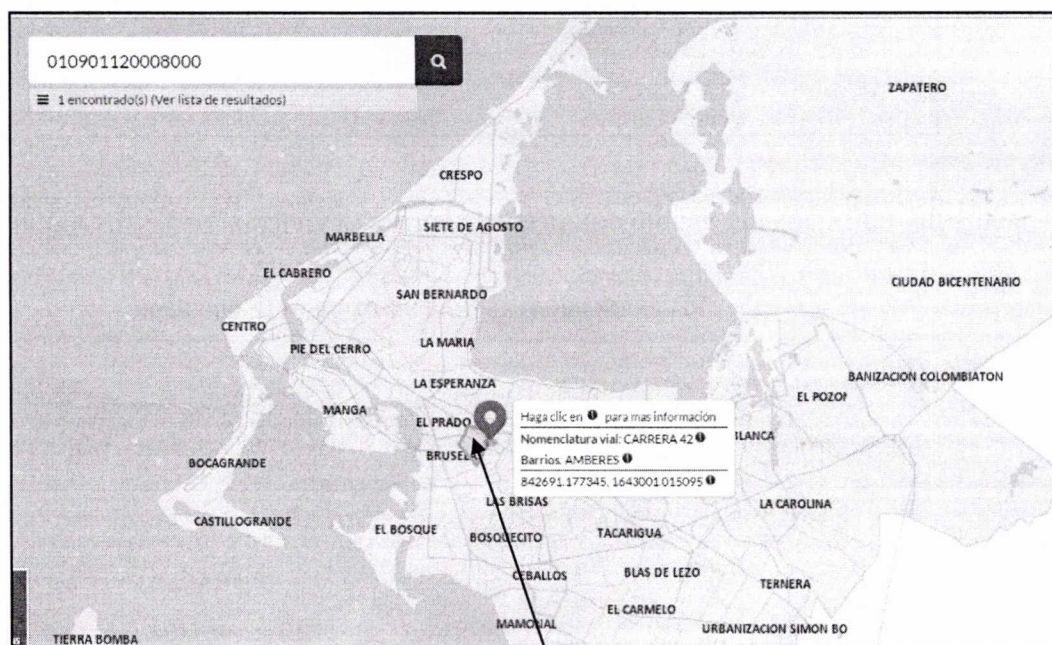 010901120008000
1 encontrado(s) (Ver lista de resultados)
ZAPATERO
CRESPO
SIETE DE AGOSTO
MARBELLA
EL CABRERO
CIUDAD BICENTENARIO
SAN BERNARDO
CENTRO
LA MARIA
PIE DEL CERRO
BANIZACION COLOMBIATON
LA ESPERANZA
EL POZON
MANGA
EL PRADO
Haga clic en para mas información
Nomenclatura vial: CARRERA 42
BLANCA
BRUSEL
Barrios: AMBERES
BOCAGRANDE
842691.177345, 1643001.015095
LAS BRISAS
LA CAROLINA
CASTILLOGRANDE
EL BOSQUE
BOSQUECITO
TACARIGUA
CEBALLOS
BLAS DE LEZO
TERNERA
EL CARMELO
MAMONAL
URBANIZACION SIMON BO
TIERRA BOMBA